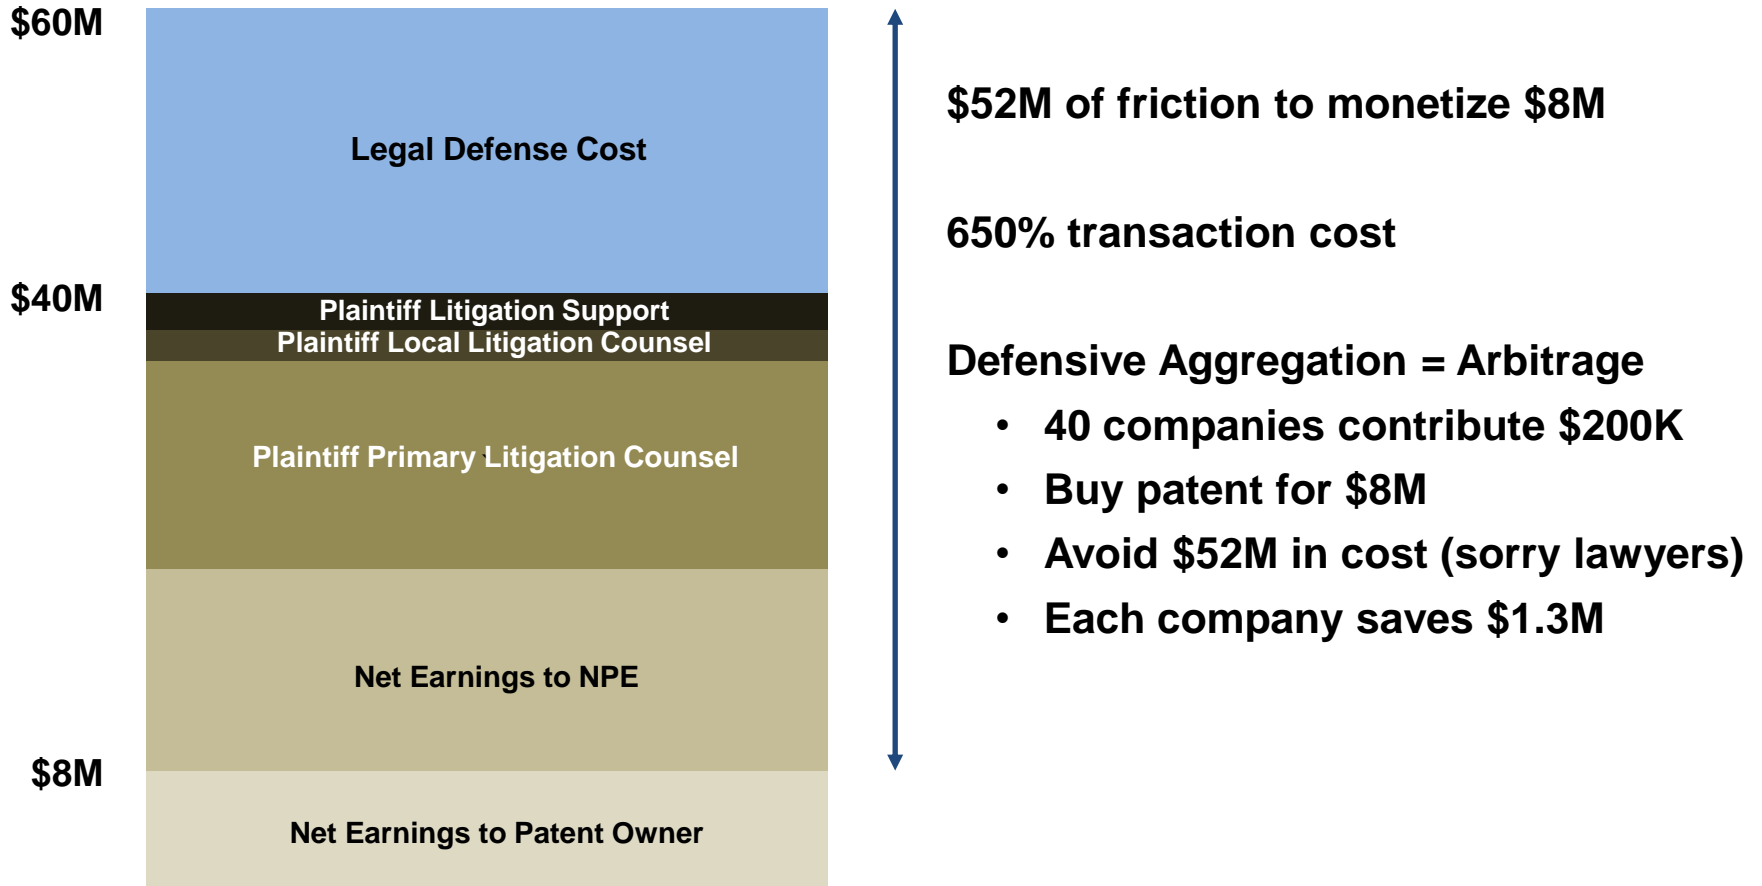 $60M
Legal Defense Cost
$40M
Plaintiff Litigation Support
Plaintiff Local Litigation Counsel
Plaintiff Primary Litigation Counsel
Net Earnings to NPE
$8M
Net Earnings to Patent Owner
$52M of friction to monetize $8M
650% transaction cost
Defensive Aggregation = Arbitrage
• 40 companies contribute $200K
• Buy patent for $8M
• Avoid $52M in cost (sorry lawyers)
• Each company saves $1.3M